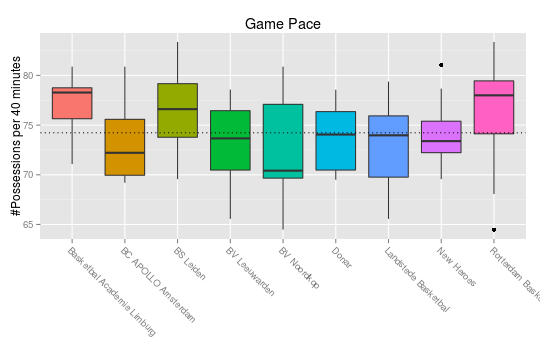 Game Pace
#Possessions per 40 minutes
80
75
70
65
Basketbal Academie Limburg
BC APOLLO Amsterdam
BS Leiden
BV Leeuwarden
BV Noordkop
Donar
Landstede Basketbal
New Heroes
Rotterdam